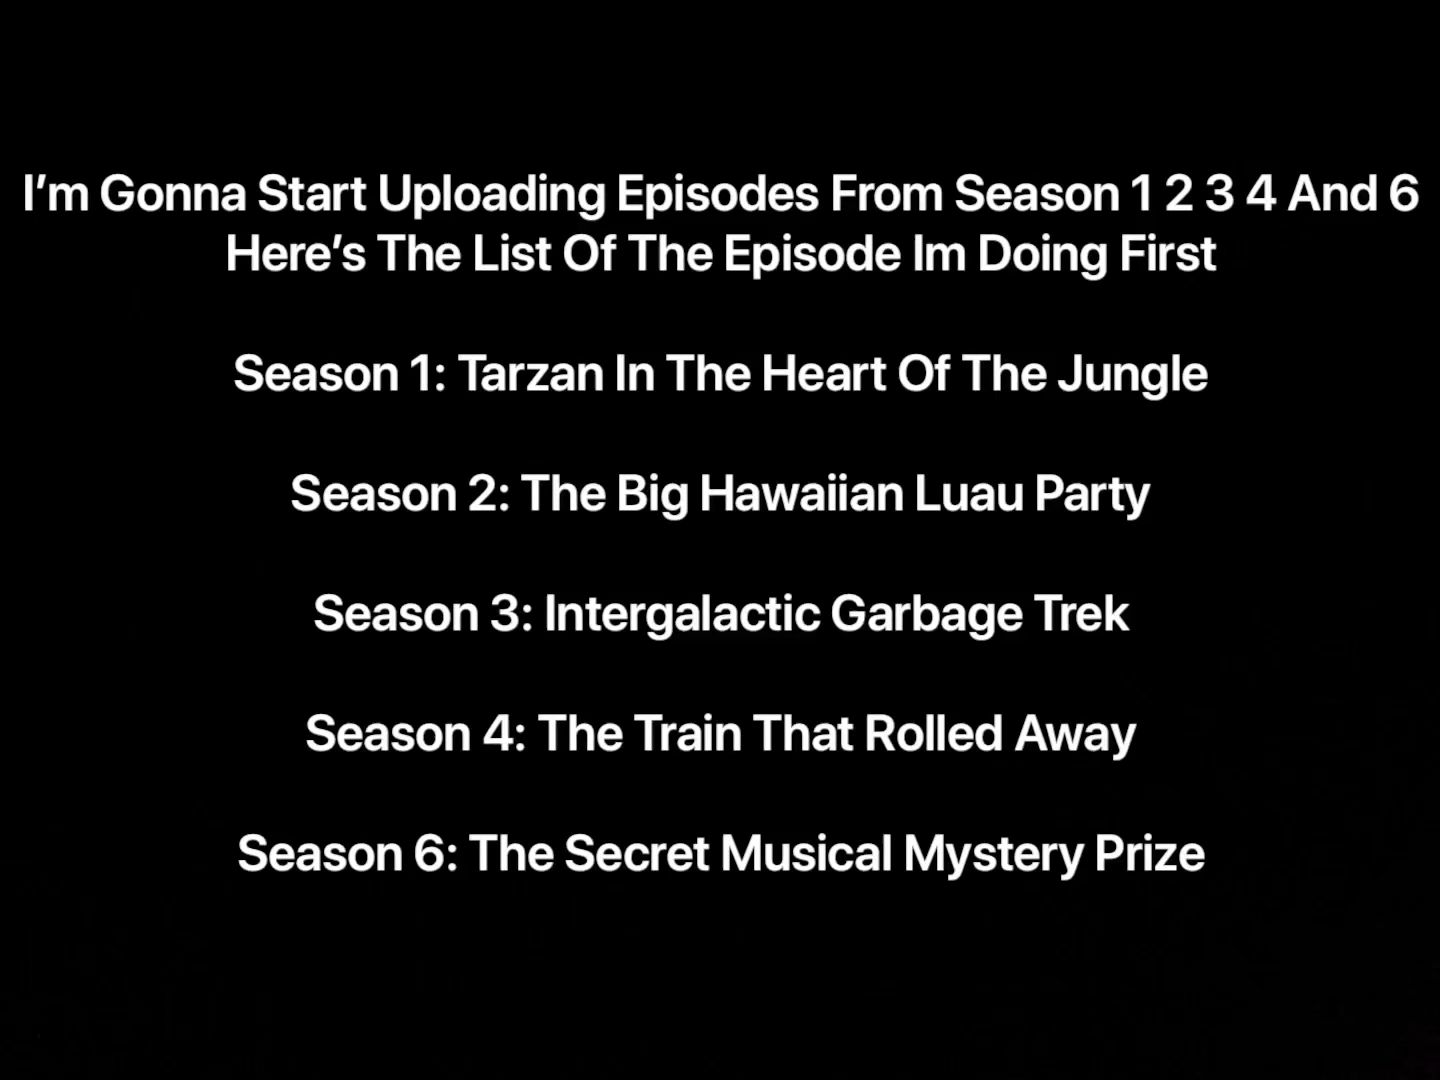 I’m Gonna Start Uploading Episodes From Season 1 2 3 4 And 6
Here’s The List Of The Episode Im Doing First
Season 1: Tarzan In The Heart Of The Jungle
Season 2: The Big Hawaiian Luau Party
Season 3: Intergalactic Garbage Trek
Season 4: The Train That Rolled Away
Season 6: The Secret Musical Mystery Prize